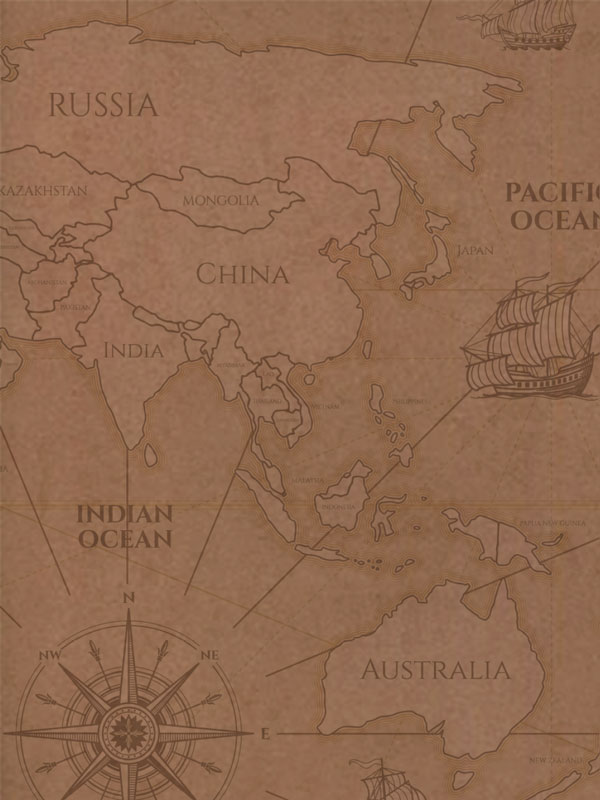 RUSSIA
KAZAKHSTAN
MONGOLIA
PACIFIC
OCEAN
JAPAN
CHINA
AFGHANISTAN
PAKISTAN
INDIA
MYANMAR
THAILAND
VIETNAM
PHILIPPINES
MALAYSIA
INDONESIA
INDIAN
OCEAN
PAPUA NEW GUINEA
N
NW
NE
AUSTRALIA
E
NEW ZEALAND